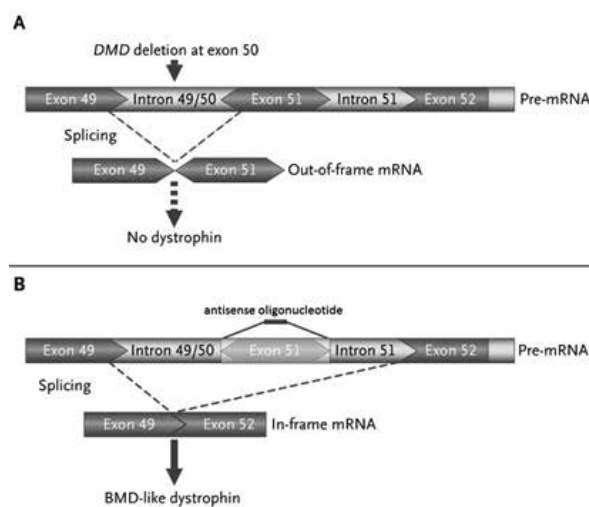 A
DMD deletion at exon 50
Exon 49 Intron 49/50 Exon 51 Intron 51 Exon 52 Pre-mRNA
Splicing
Exon 49 Exon 51 Out-of-frame mRNA
No dystrophin
B
antisense oligonucleotide
Exon 49 Intron 49/50 Exon 51 Intron 51 Exon 52 Pre-mRNA
Splicing
Exon 49 Exon 52 In-frame mRNA
BMD-like dystrophin